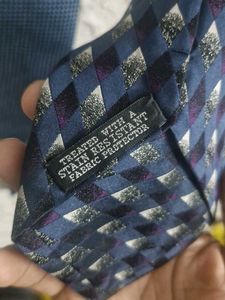 TREATED WITH A
STAIN RESISTANT
FABRIC PROTECTOR